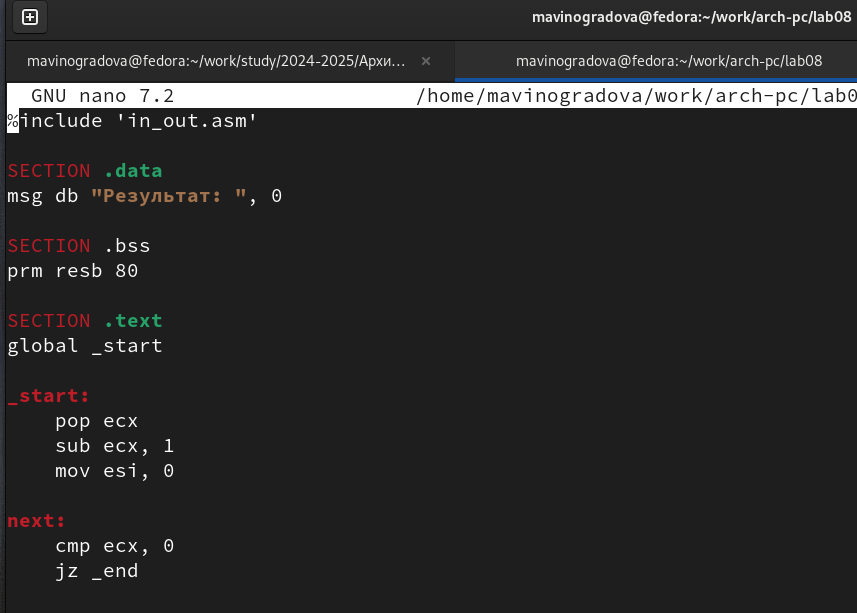 mavinogradova@fedora:~/work/arch-pc/lab08
mavinogradova@fedora:~/work/study/2024-2025/Архи... ×
mavinogradova@fedora:~/work/arch-pc/lab08
GNU nano 7.2 /home/mavinogradova/work/arch-pc/lab0
%include 'in_out.asm'
SECTION .data
msg db "Результат: ", 0
SECTION .bss
prm resb 80
SECTION .text
global _start
_start:
pop ecx
sub ecx, 1
mov esi, 0
next:
cmp ecx, 0
jz _end